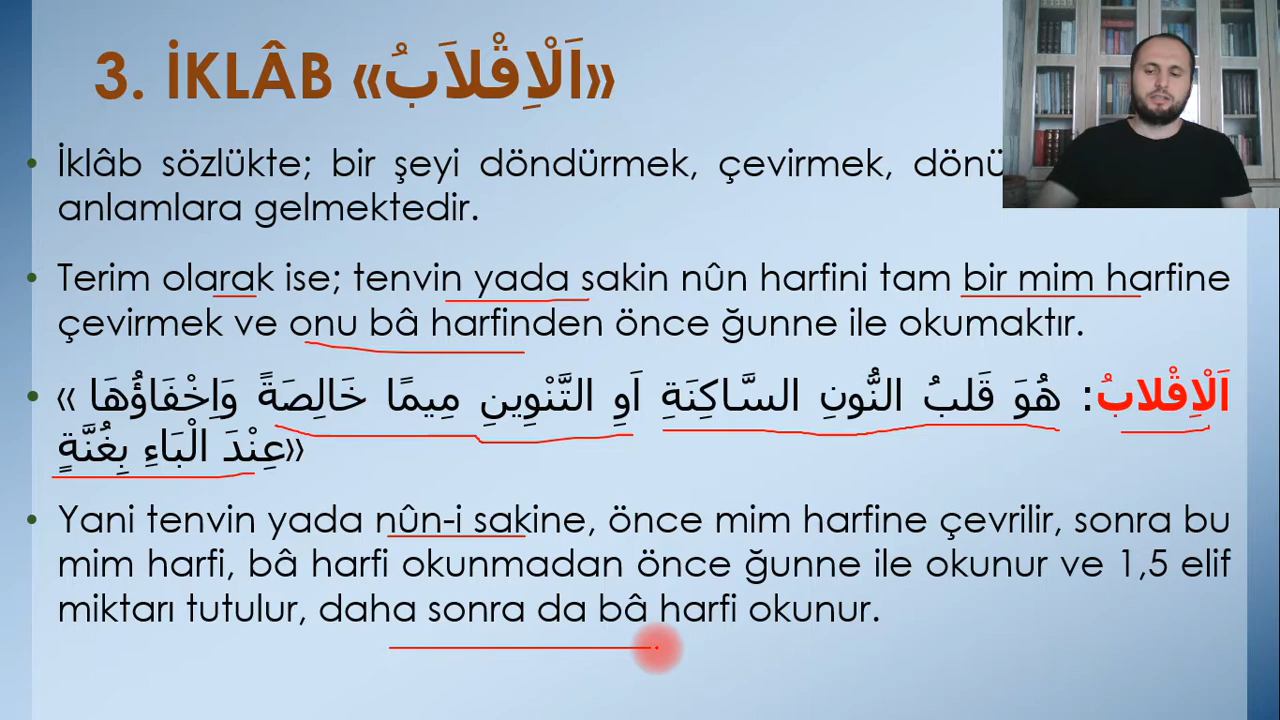 3. İKLÂB «اَلْاِقْلاَبُ»
• İklâb sözlükte; bir şeyi döndürmek, çevirmek,
anlamlara gelmektedir.
• Terim olarak ise; tenvin yada sakin nûn harfini tam bir mim harfine
çevirmek ve onu bâ harfinden önce ğunne ile okumaktır.
• اَلْاِقْلابُ: هُوَ قَلبُ النُّونِ السَّاكِنَةِ اَوِ التَّنْوِينِ مِيمًا خَالِصَةً وَاِخْفَاؤُهَا »
عِنْدَ الْبَاءِ بِغُنَّةٍ«
• Yani tenvin yada nûn-i sakine, önce mim harfine çevrilir, sonra bu
mim harfi, bâ harfi okunmadan önce ğunne ile okunur ve 1,5 elif
miktarı tutulur, daha sonra da bâ harfi okunur.